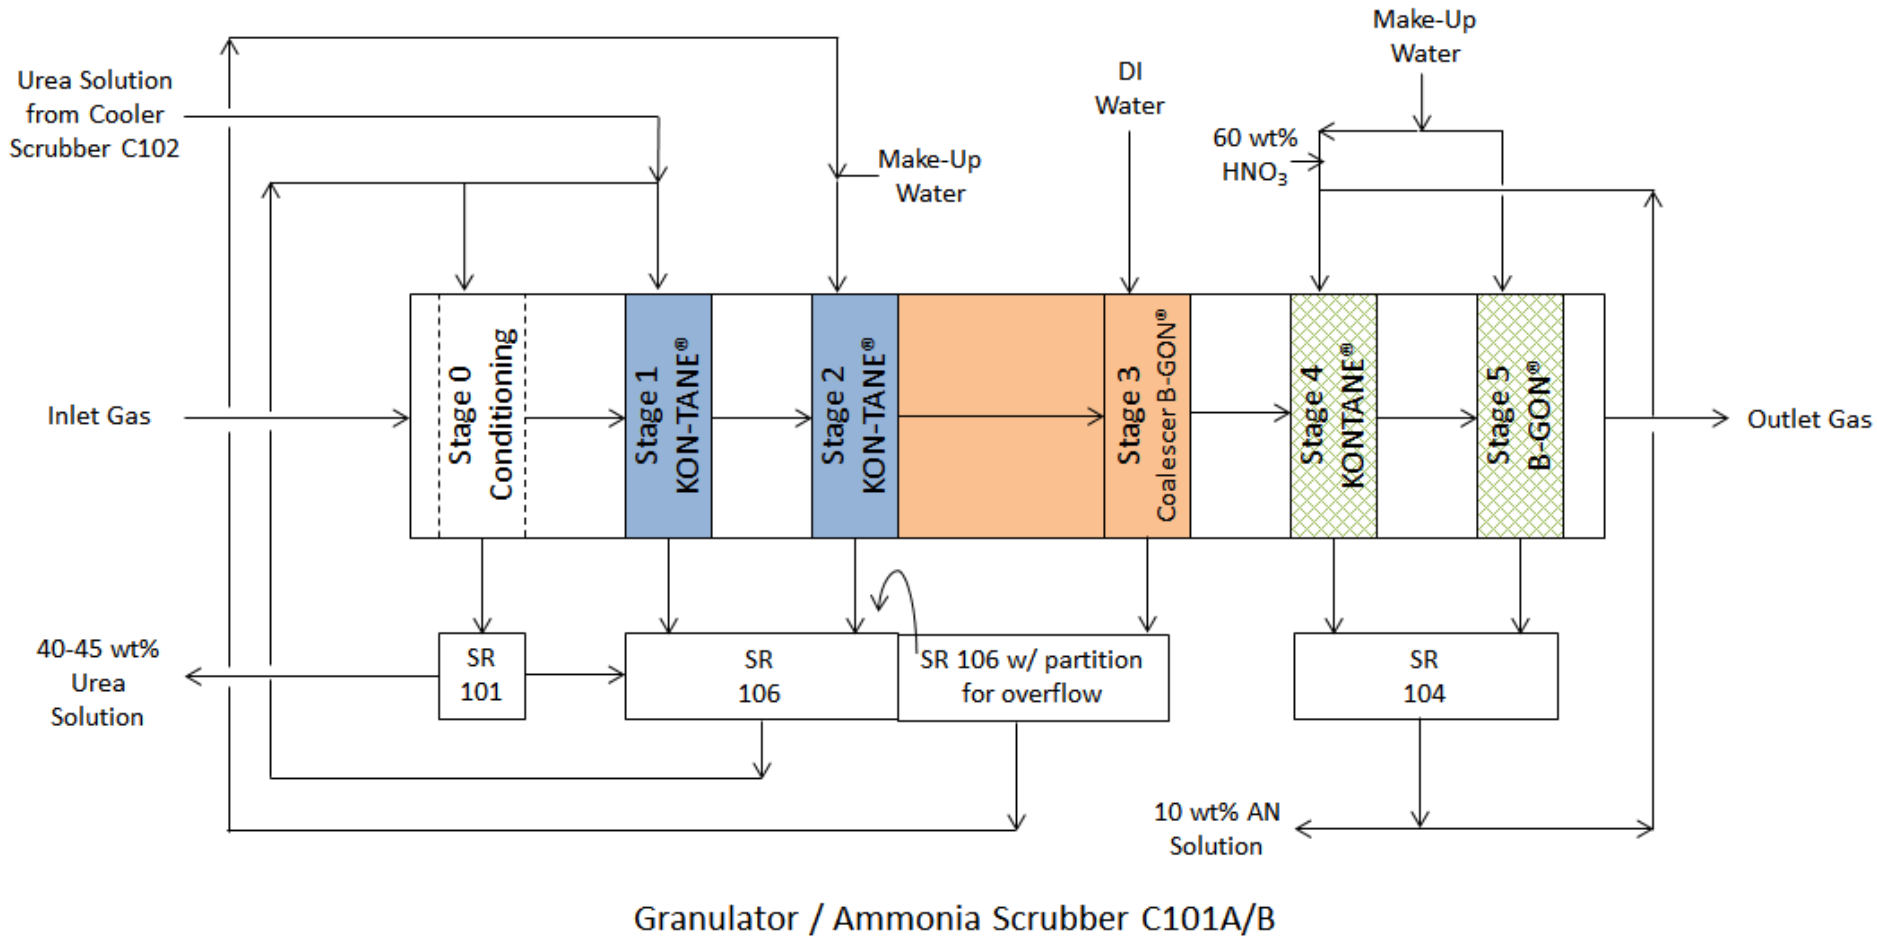 Make-Up
Water
Urea Solution
from Cooler
Scrubber C102
DI
Water
60 wt%
HNO₃
Make-Up
Water
Inlet Gas
Stage 0
Conditioning
Stage 1
KON-TANE®
Stage 2
KON-TANE®
Stage 3
Coalescer B-GON®
Stage 4
KONTANE®
Stage 5
B-GON®
Outlet Gas
40-45 wt%
Urea
Solution
SR
101
SR
106
SR 106 w/ partition
for overflow
SR
104
10 wt% AN
Solution
Granulator / Ammonia Scrubber C101A/B